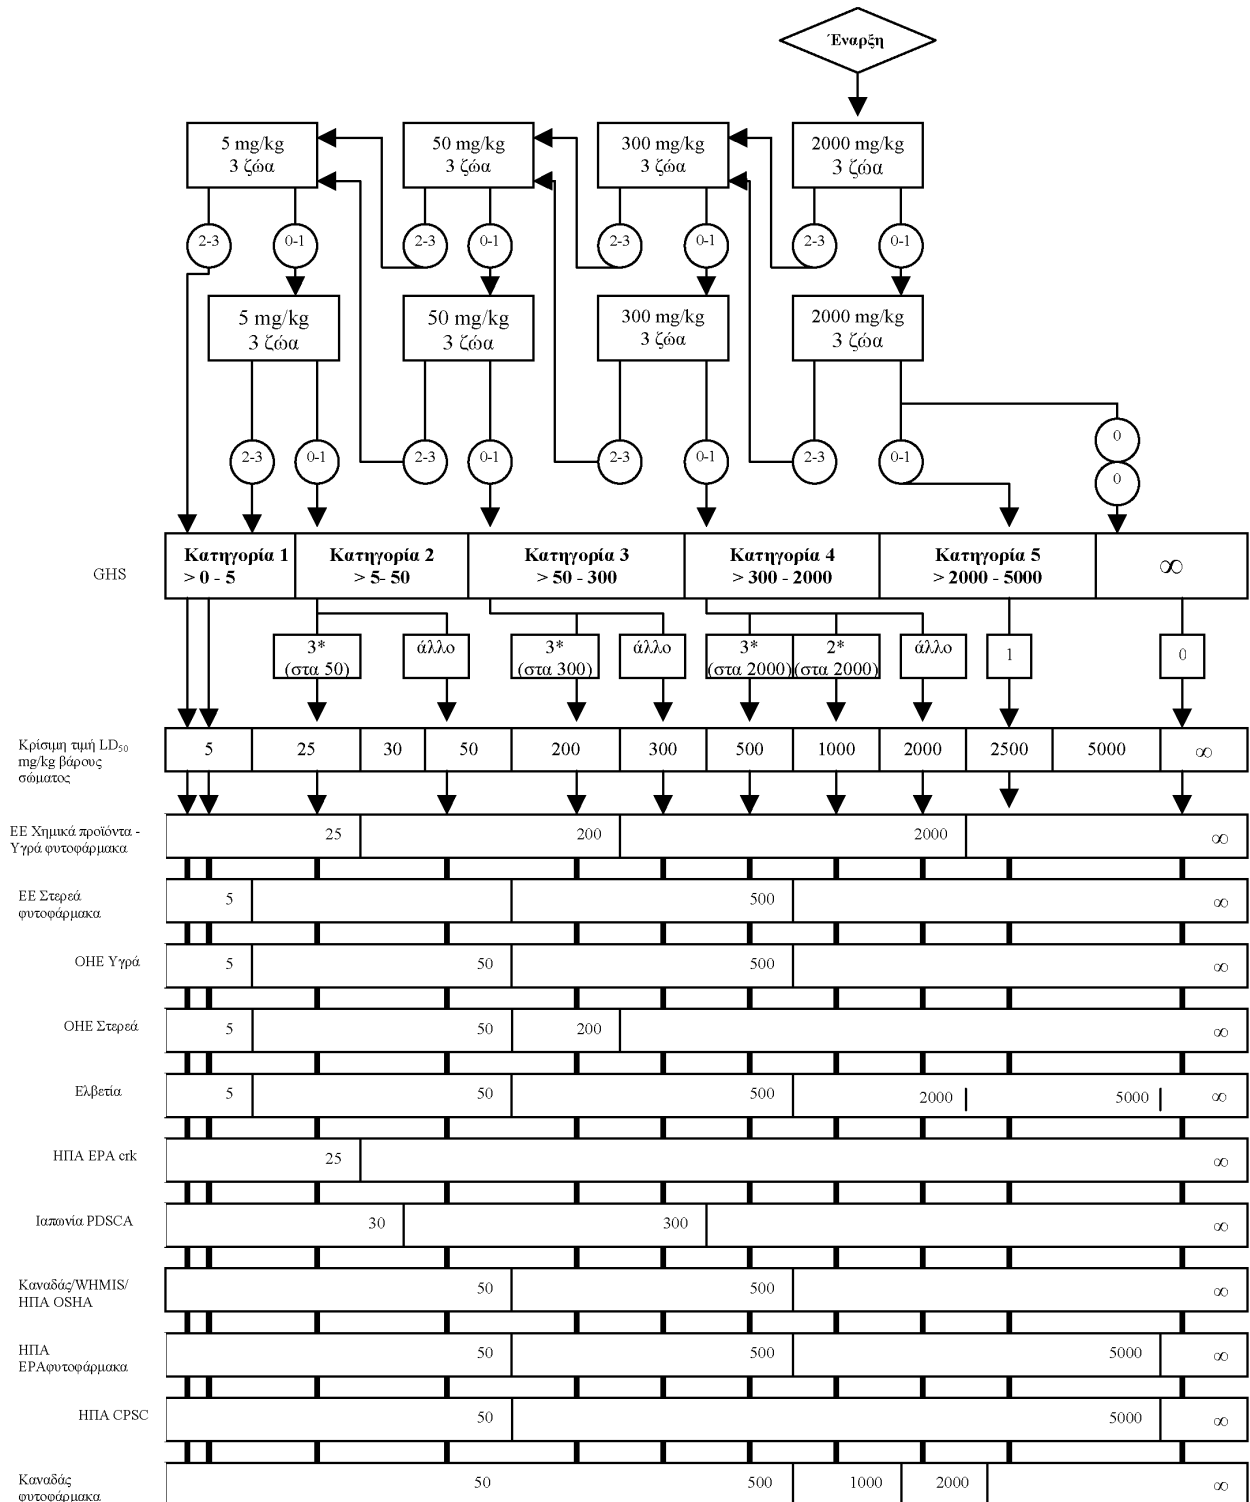 Έναρξη
5 mg/kg
3 ζώα
50 mg/kg
3 ζώα
300 mg/kg
3 ζώα
2000 mg/kg
3 ζώα
2-3
0-1
2-3
0-1
2-3
0-1
2-3
0-1
5 mg/kg
3 ζώα
50 mg/kg
3 ζώα
300 mg/kg
3 ζώα
2000 mg/kg
3 ζώα
0
2-3
0-1
2-3
0-1
2-3
0-1
2-3
0-1
0
GHS
Κατηγορία 1
> 0 - 5
Κατηγορία 2
> 5- 50
Κατηγορία 3
> 50 - 300
Κατηγορία 4
> 300 - 2000
Κατηγορία 5
> 2000 - 5000
∞
3*
(στα 50)
άλλο
3*
(στα 300)
άλλο
3*
(στα 2000)
2*
(στα 2000)
άλλο
1
0
Κρίσιμη τιμή LD₅₀
mg/kg βάρους
σώματος
5 25 30 50 200 300 500 1000 2000 2500 5000 ∞
ΕΕ Χημικά προϊόντα -
Υγρά φυτοφάρμακα
25 200 2000 ∞
ΕΕ Στερεά
φυτοφάρμακα
5 500 ∞
ΟΗΕ Υγρά
5 50 500 ∞
ΟΗΕ Στερεά
5 50 200 ∞
Ελβετία
5 50 500 2000 5000 ∞
ΗΠΑ EPA crk
25 ∞
Ιαπωνία PDSCA
30 300 ∞
Καναδάς/WHMIS/
ΗΠΑ OSHA
50 500 ∞
ΗΠΑ
EPAφυτοφάρμακα
50 500 5000 ∞
ΗΠΑ CPSC
50 5000 ∞
Καναδάς
φυτοφάρμακα
50 500 1000 2000 ∞